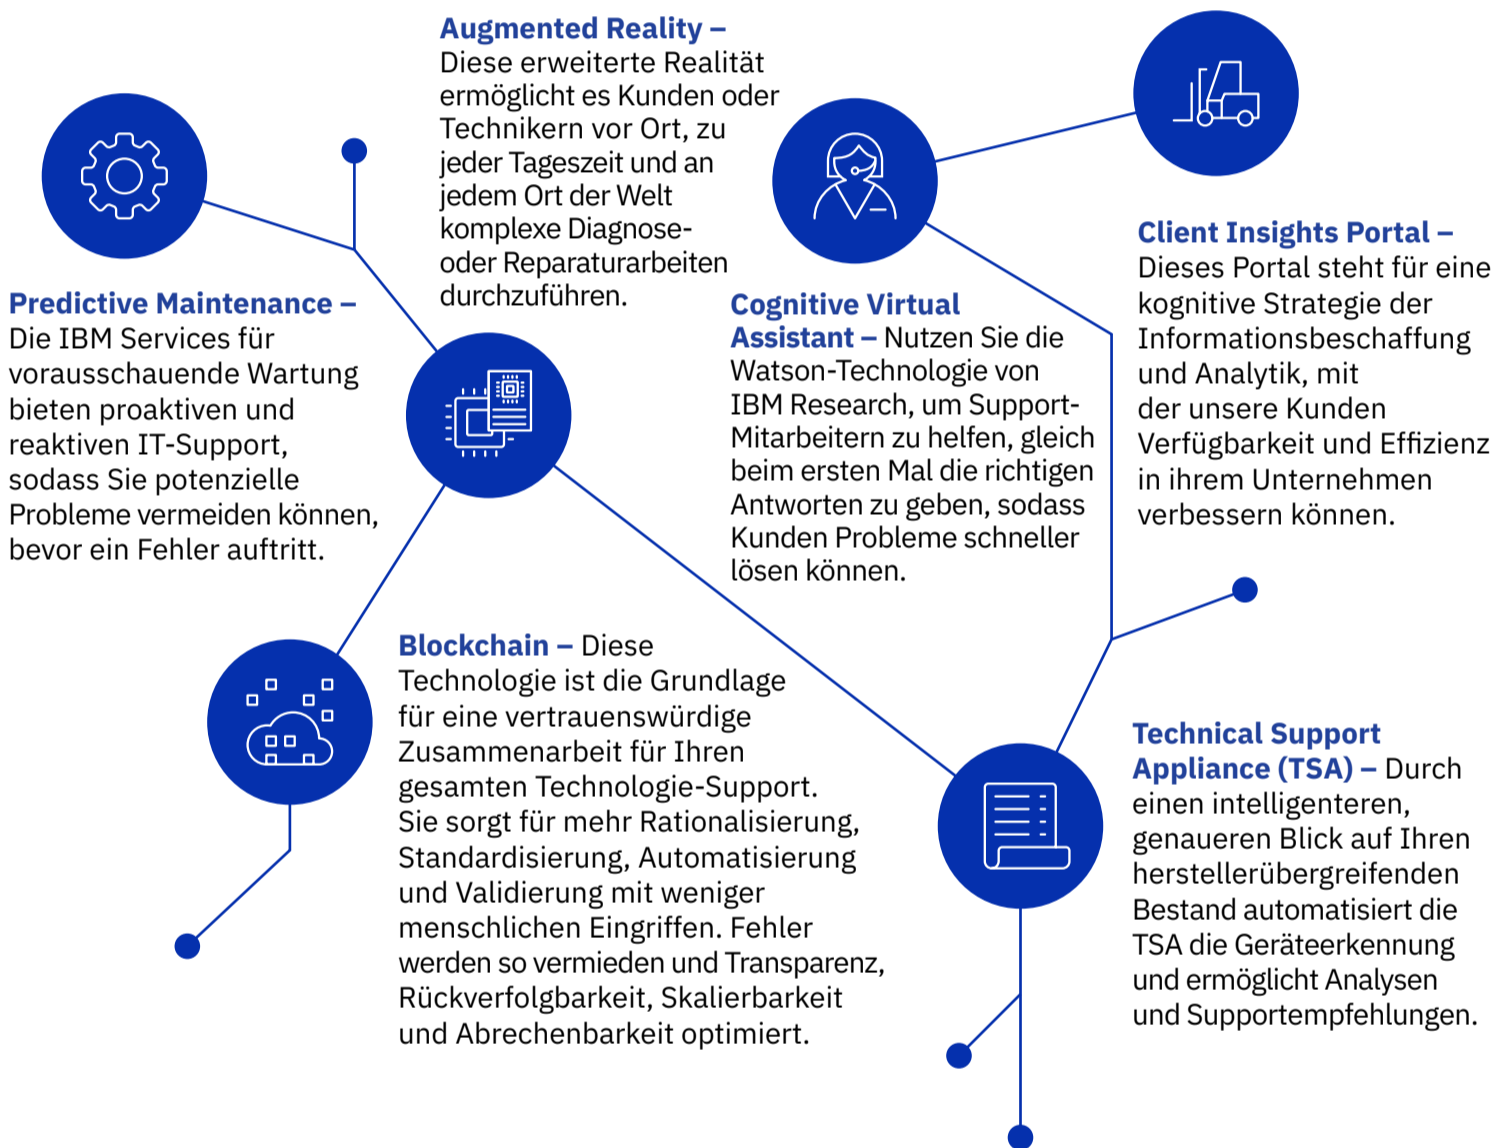 Augmented Reality –
Diese erweiterte Realität
ermöglicht es Kunden oder
Technikern vor Ort, zu
jeder Tageszeit und an
jedem Ort der Welt
komplexe Diagnose-
oder Reparaturarbeiten
durchzuführen.
Predictive Maintenance –
Die IBM Services für
vorausschauende Wartung
bieten proaktiven und
reaktiven IT-Support,
sodass Sie potenzielle
Probleme vermeiden können,
bevor ein Fehler auftritt.
Cognitive Virtual
Assistant – Nutzen Sie die
Watson-Technologie von
IBM Research, um Support-
Mitarbeitern zu helfen, gleich
beim ersten Mal die richtigen
Antworten zu geben, sodass
Kunden Probleme schneller
lösen können.
Client Insights Portal –
Dieses Portal steht für eine
kognitive Strategie der
Informationsbeschaffung
und Analytik, mit
der unsere Kunden
Verfügbarkeit und Effizienz
in ihrem Unternehmen
verbessern können.
Blockchain – Diese
Technologie ist die Grundlage
für eine vertrauenswürdige
Zusammenarbeit für Ihren
gesamten Technologie-Support.
Sie sorgt für mehr Rationalisierung,
Standardisierung, Automatisierung
und Validierung mit weniger
menschlichen Eingriffen. Fehler
werden so vermieden und Transparenz,
Rückverfolgbarkeit, Skalierbarkeit
und Abrechenbarkeit optimiert.
Technical Support
Appliance (TSA) – Durch
einen intelligenteren,
genaueren Blick auf Ihren
herstellerübergreifenden
Bestand automatisiert die
TSA die Geräteerkennung
und ermöglicht Analysen
und Supportempfehlungen.